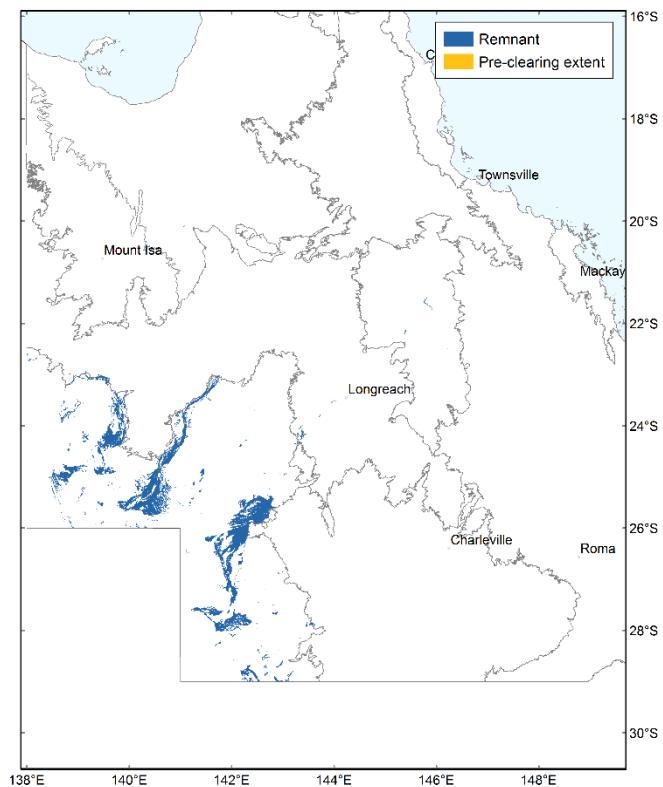 16°S
Remnant
C
Pre-clearing extent
18°S
Townsville
20°S
Mount Isa
Mackay
22°S
Longreach
24°S
26°S
Charleville
Roma
28°S
30°S
138°E 140°E 142°E 144°E 146°E 148°E